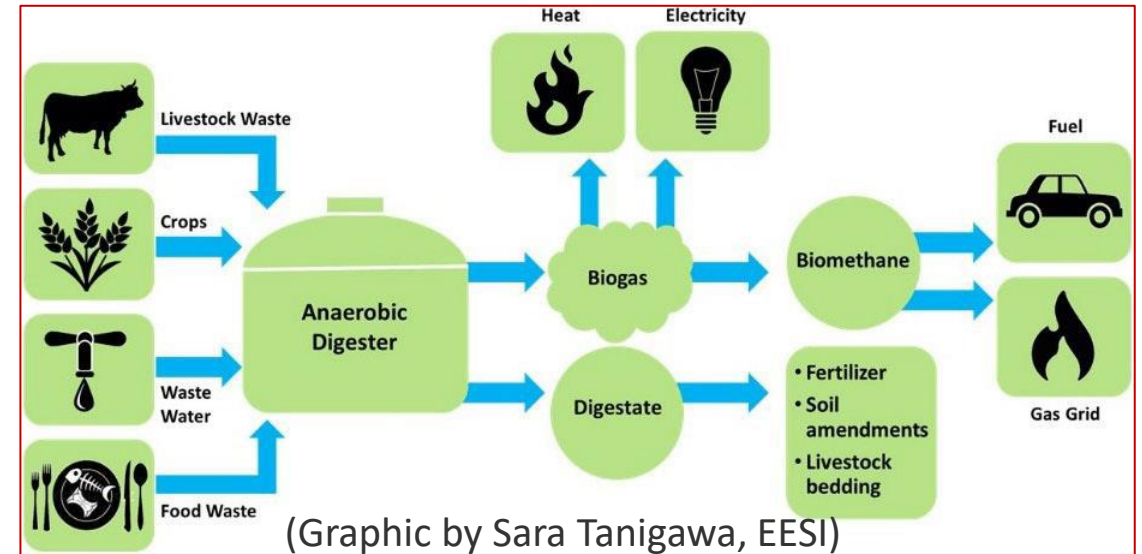 Heat
Electricity
Livestock Waste
Crops
Waste
Water
Food Waste
Anaerobic
Digester
Biogas
Digestate
Biomethane
• Fertilizer
• Soil
amendments
• Livestock
bedding
Fuel
Gas Grid
(Graphic by Sara Tanigawa, EESI)